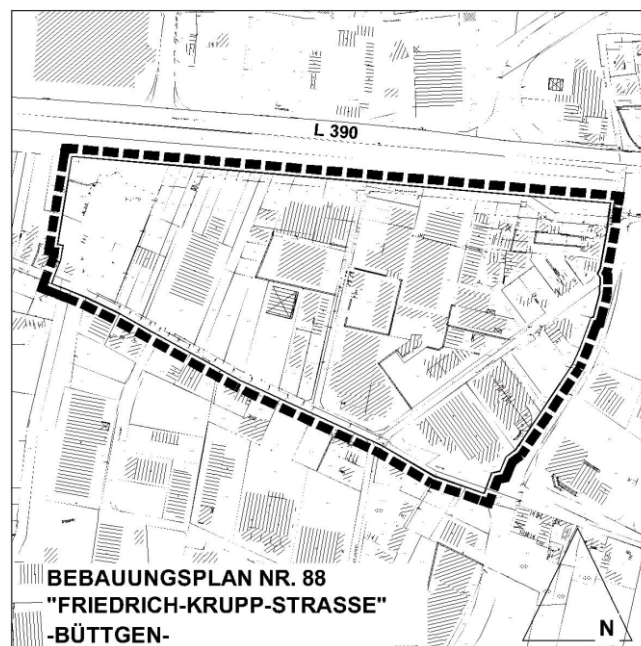 L 390
BEBAUUNGSPLAN NR. 88
"FRIEDRICH-KRUPP-STRASSE"
-BÜTTGEN-
N